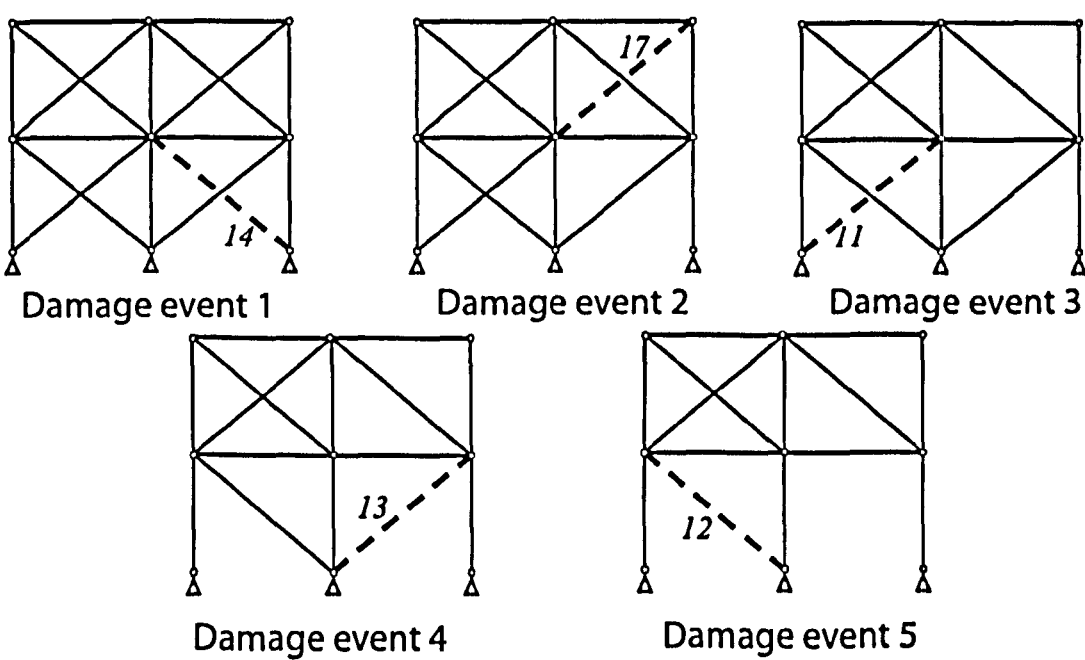 17
14
11
Damage event 1
Damage event 2
Damage event 3
13
12
Damage event 4
Damage event 5